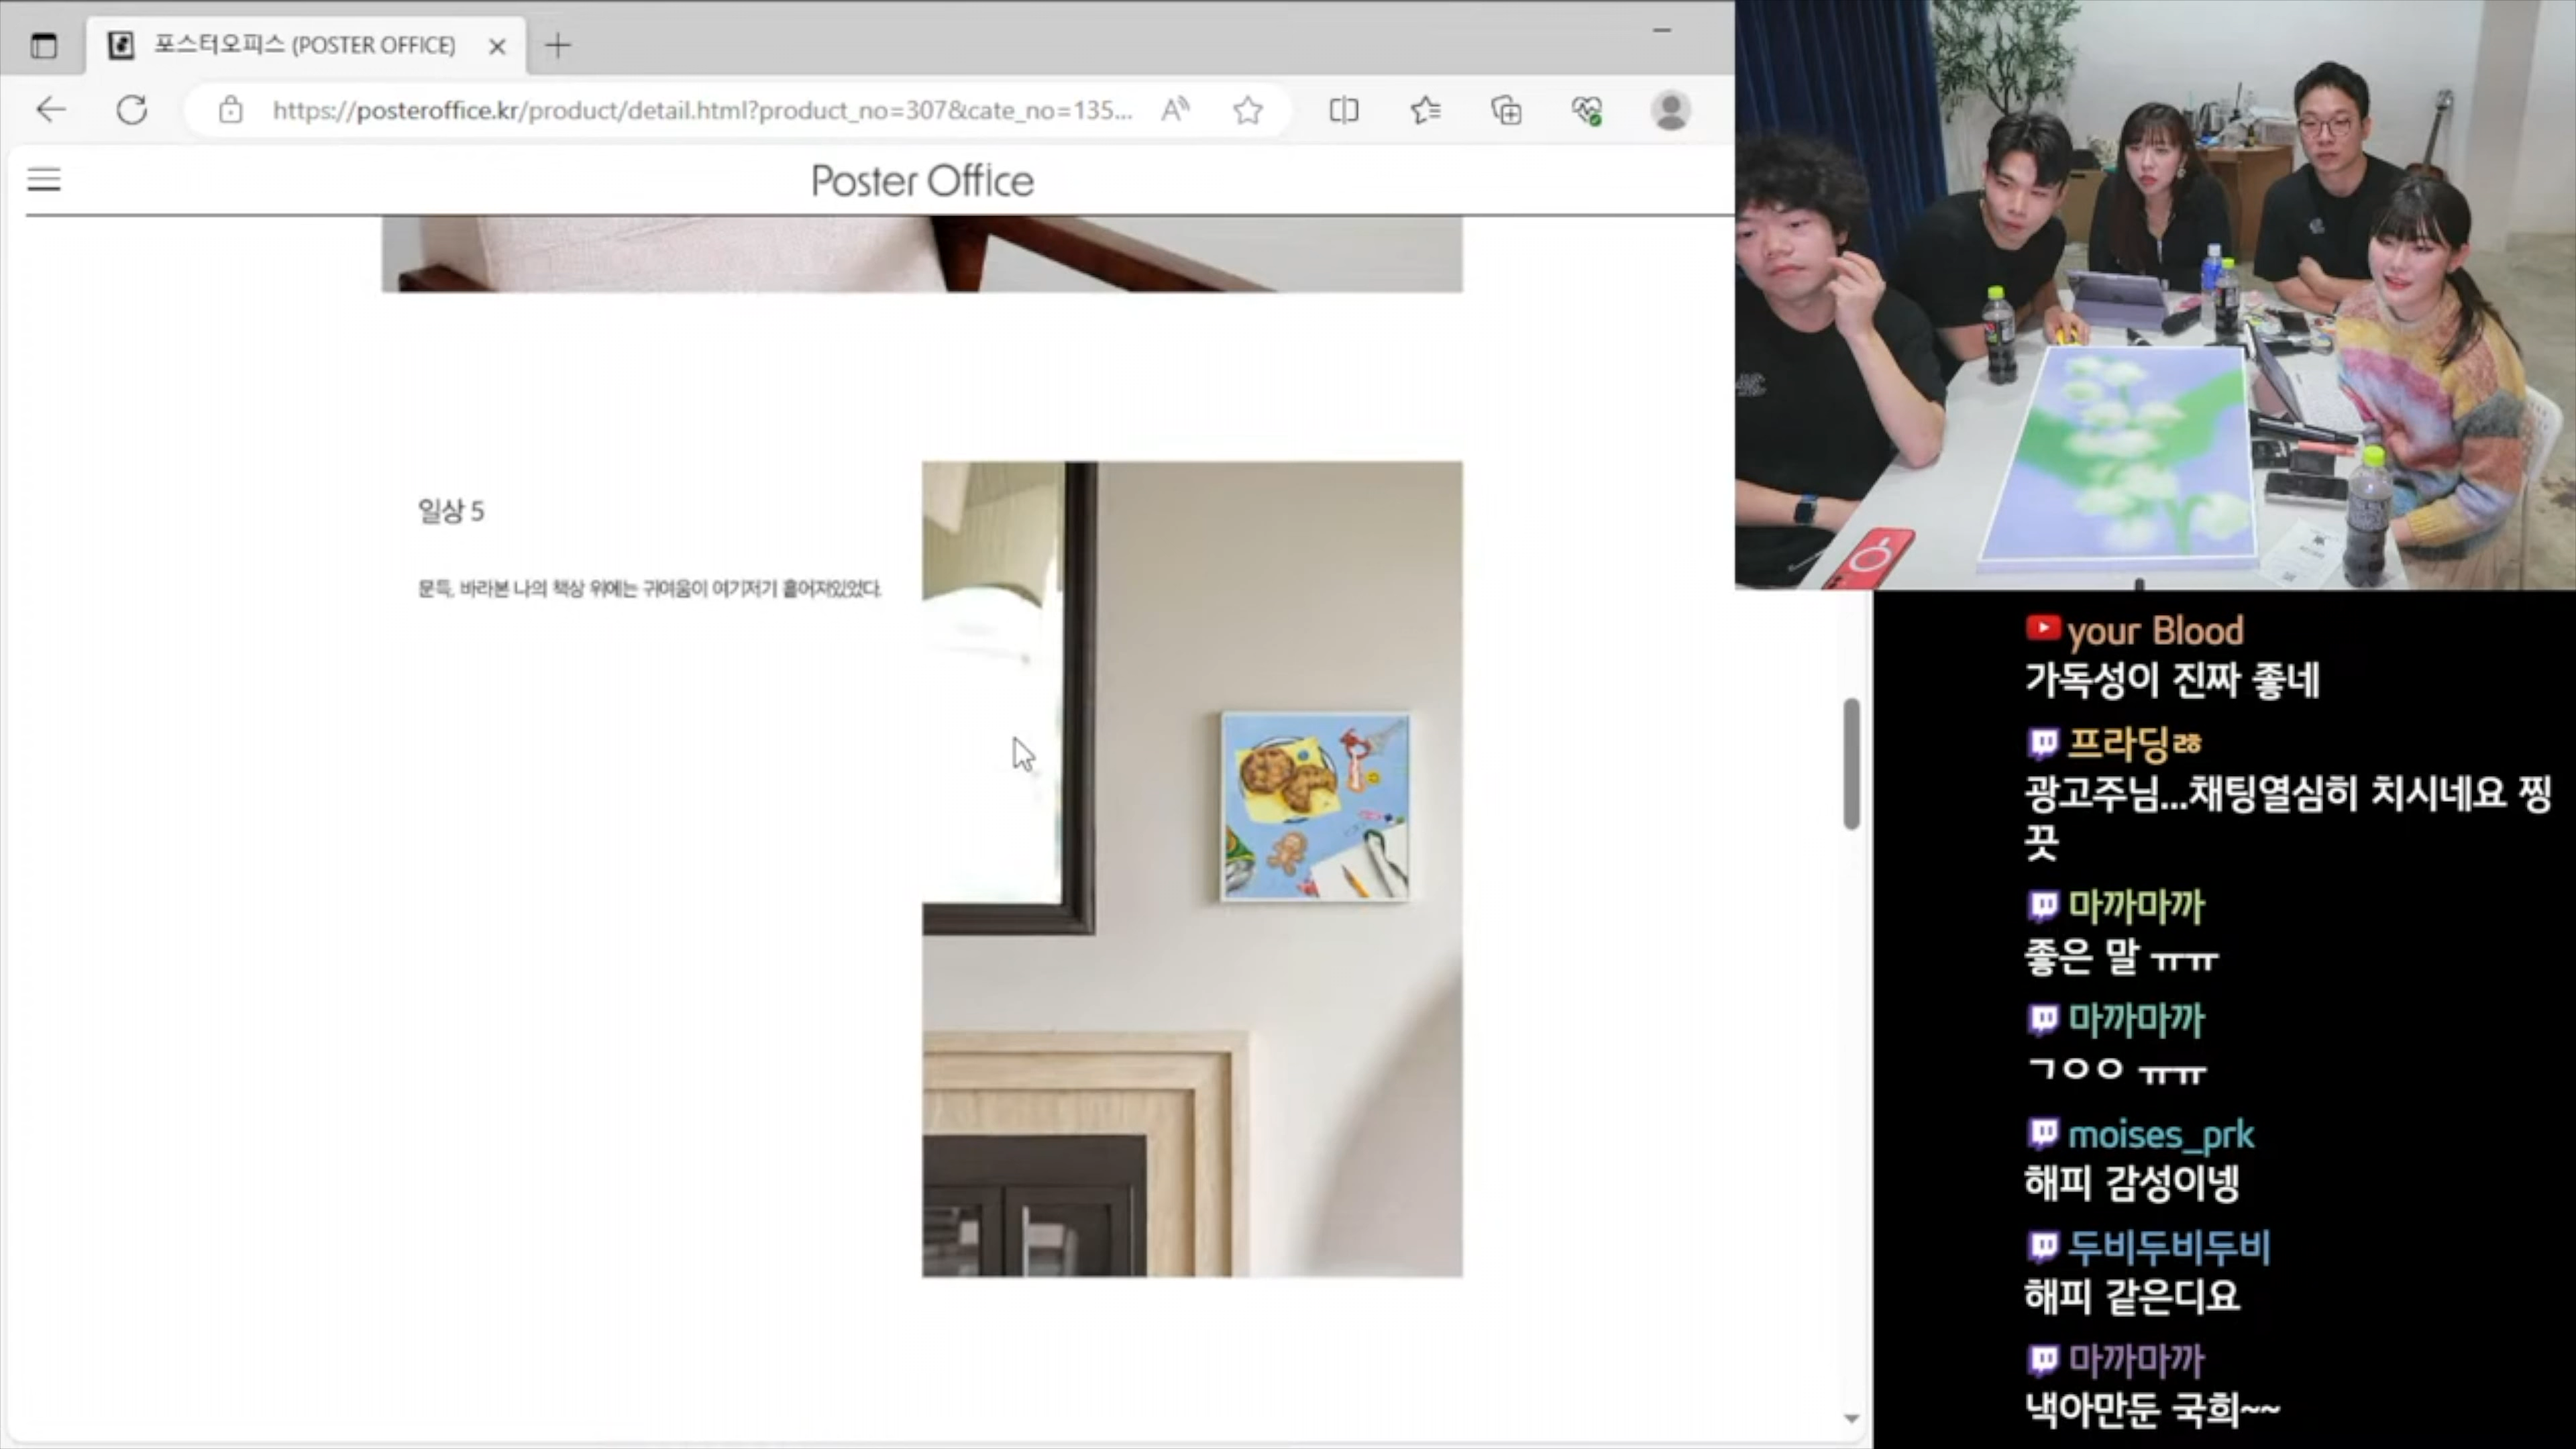 포스터오피스 (POSTER OFFICE)
https://posteroffice.kr/product/detail.html?product_no=307&cate_no=135...
Poster Office
일상 5
문득, 바라본 나의 책상 위에는 귀여움이 여기저기 흩어져있었다.
your Blood
가독성이 진짜 좋네
프라딩ㄹㅎ
광고주님...채팅열심히 치시네요 찡
끗
마까마까
좋은 말 ㅠㅠ
마까마까
ㄱㅇㅇ ㅠㅠ
moises_prk
해피 감성이넹
두비두비두비
해피 같은디요
마까마까
낵아만둔 국희~~